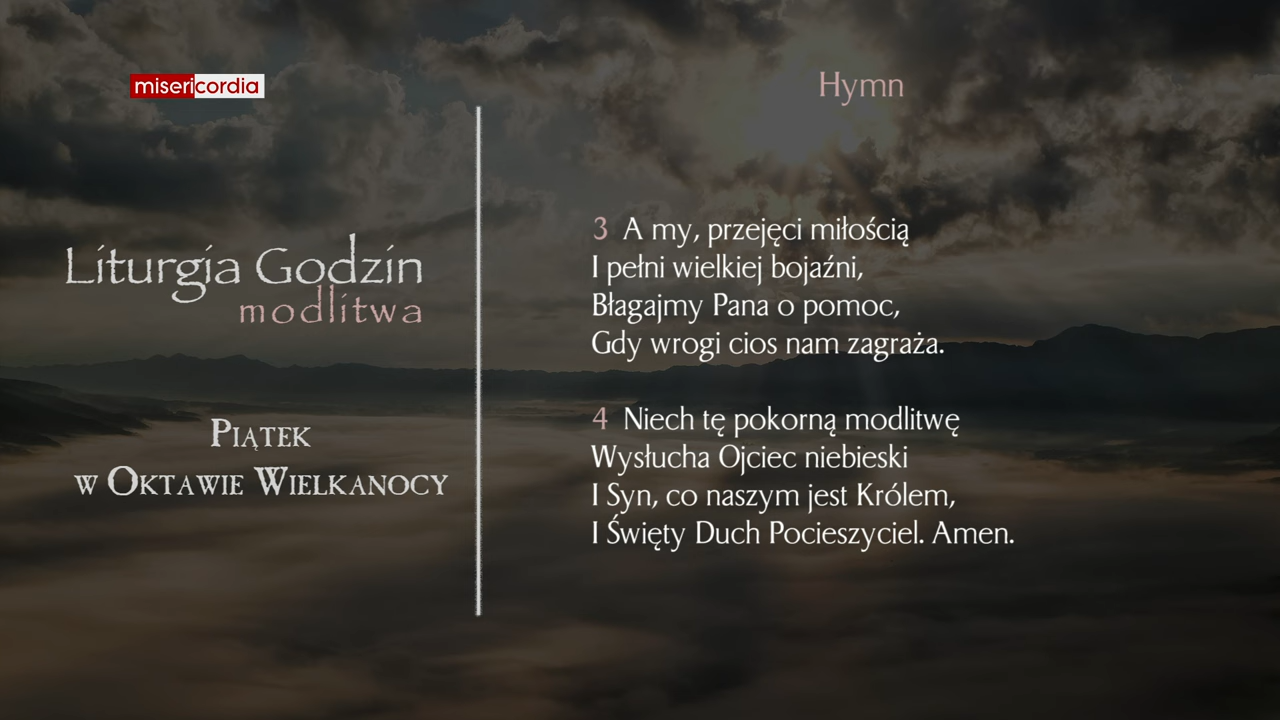 misericordia
Liturgia Godzin
modlitwa
Piątek
w Oktawie Wielkanocy
Hymn
3 A my, przejęci miłością
I pełni wielkiej bojaźni,
Błagajmy Pana o pomoc,
Gdy wrogi cios nam zagraża.
4 Niech tę pokorną modlitwę
Wysłucha Ojciec niebieski
I Syn, co naszym jest Królem,
I Święty Duch Pocieszyciel. Amen.